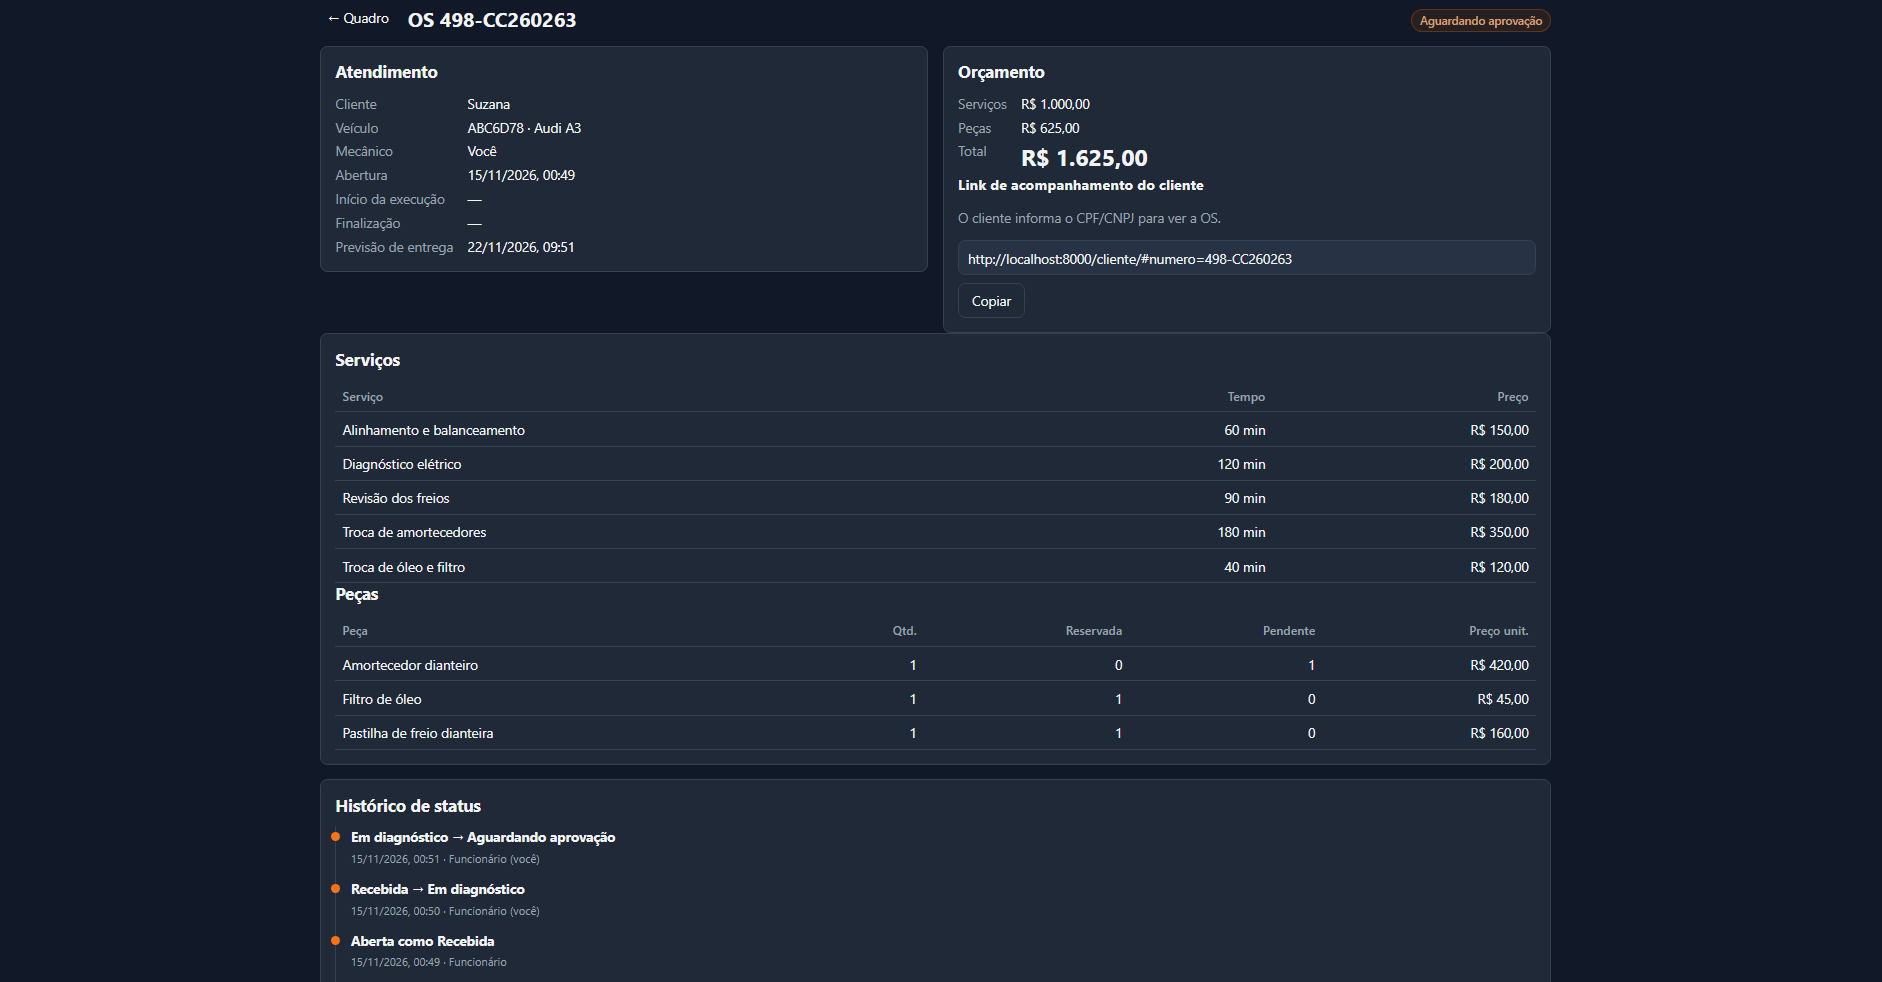 ← Quadro OS 498-CC260263 Aguardando aprovação
Atendimento
Cliente Suzana
Veículo ABC6D78 · Audi A3
Mecânico Você
Abertura 15/11/2026, 00:49
Início da execução —
Finalização —
Previsão de entrega 22/11/2026, 09:51
Orçamento
Serviços R$ 1.000,00
Peças R$ 625,00
Total R$ 1.625,00
Link de acompanhamento do cliente
O cliente informa o CPF/CNPJ para ver a OS.
http://localhost:8000/cliente/#numero=498-CC260263
Copiar
Serviços
Serviço Tempo Preço
Alinhamento e balanceamento 60 min R$ 150,00
Diagnóstico elétrico 120 min R$ 200,00
Revisão dos freios 90 min R$ 180,00
Troca de amortecedores 180 min R$ 350,00
Troca de óleo e filtro 40 min R$ 120,00
Peças
Peça Qtd. Reservada Pendente Preço unit.
Amortecedor dianteiro 1 0 1 R$ 420,00
Filtro de óleo 1 1 0 R$ 45,00
Pastilha de freio dianteira 1 1 0 R$ 160,00
Histórico de status
Em diagnóstico → Aguardando aprovação
15/11/2026, 00:51 · Funcionário (você)
Recebida → Em diagnóstico
15/11/2026, 00:50 · Funcionário (você)
Aberta como Recebida
15/11/2026, 00:49 · Funcionário